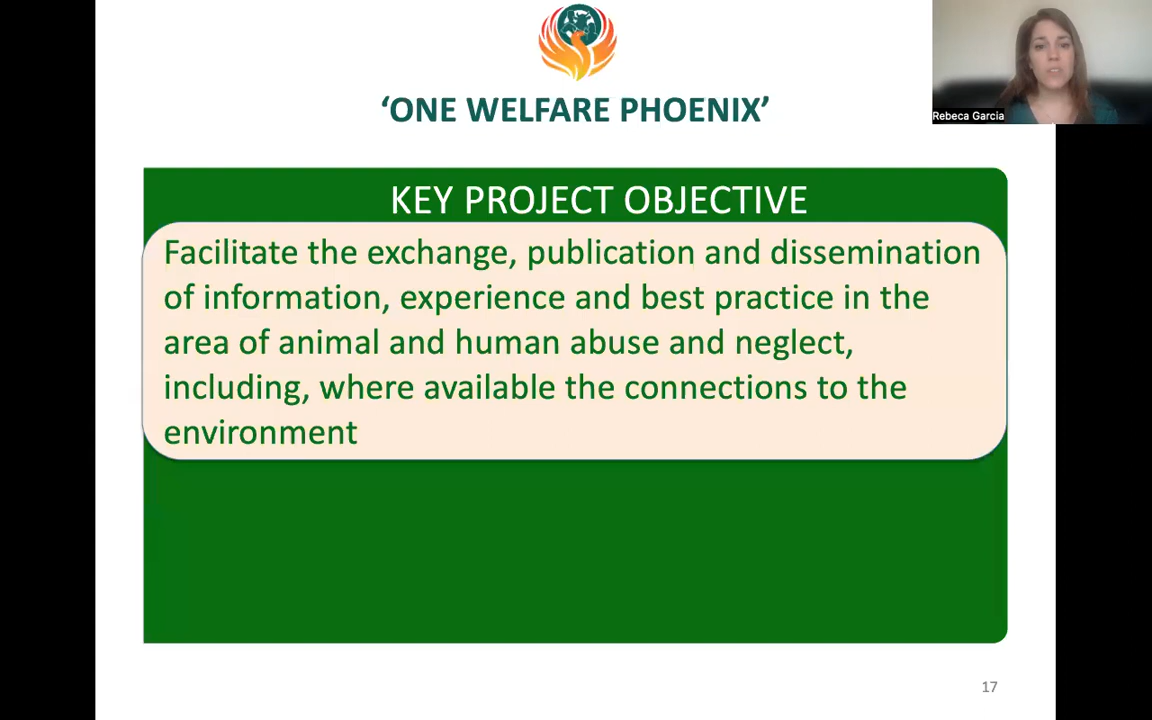 ‘ONE WELFARE PHOENIX’
Rebeca Garcia
KEY PROJECT OBJECTIVE
Facilitate the exchange, publication and dissemination
of information, experience and best practice in the
area of animal and human abuse and neglect,
including, where available the connections to the
environment
17